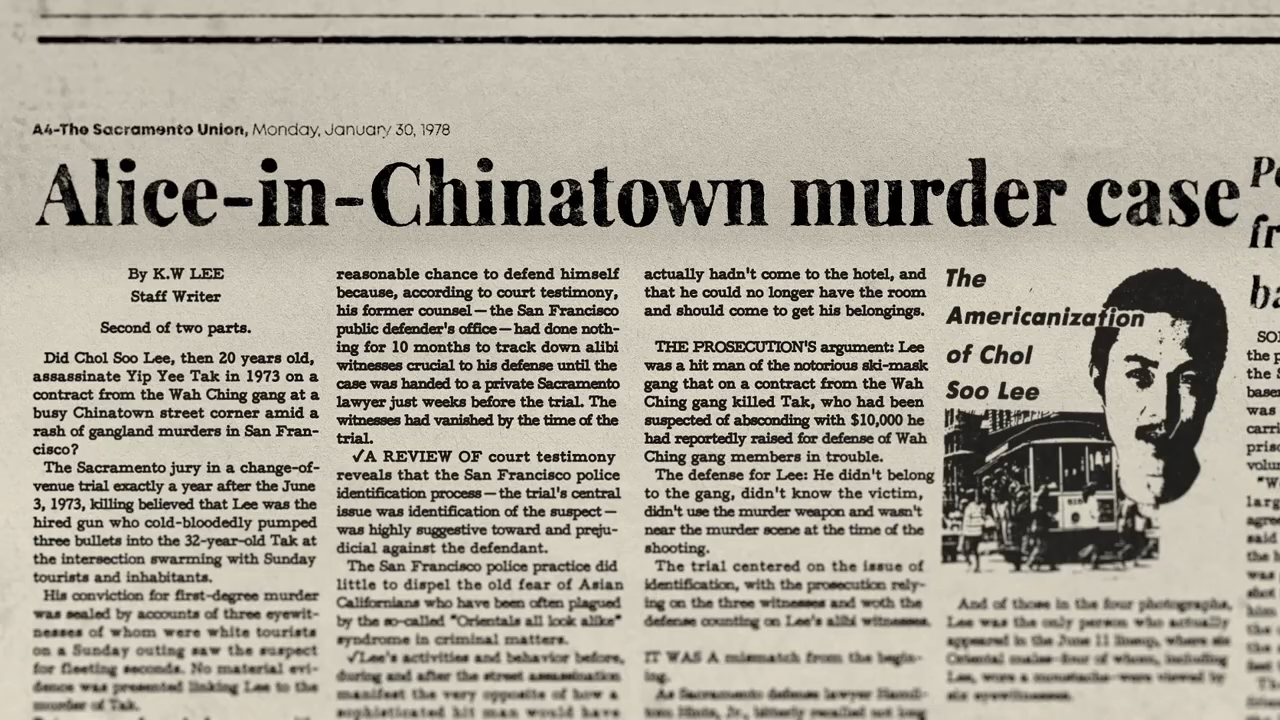 A4-The Sacramento Union, Monday, January 30, 1978
Alice-in-Chinatown murder case
By K.W LEE
Staff Writer
Second of two parts.
Did Chol Soo Lee, then 20 years old,
assassinate Yip Yee Tak in 1973 on a
contract from the Wah Ching gang at a
busy Chinatown street corner amid a
rash of gangland murders in San Fran-
cisco?
The Sacramento jury in a change-of-
venue trial exactly a year after the June
3, 1973, killing believed that Lee was the
hired gun who cold-bloodedly pumped
three bullets into the 32-year-old Tak at
the intersection swarming with Sunday
tourists and inhabitants.
His conviction for first-degree murder
was sealed by accounts of three eyewit-
nesses of whom were white tourists
on a Sunday outing saw the suspect
for fleeting seconds. No material evi-
dence was presented linking Lee to the
murder of Tak.
reasonable chance to defend himself
because, according to court testimony,
his former counsel—the San Francisco
public defender's office—had done noth-
ing for 10 months to track down alibi
witnesses crucial to his defense until the
case was handed to a private Sacramento
lawyer just weeks before the trial. The
witnesses had vanished by the time of the
trial.
✓A REVIEW OF court testimony
reveals that the San Francisco police
identification process—the trial's central
issue was identification of the suspect—
was highly suggestive toward and preju-
dicial against the defendant.
The San Francisco police practice did
little to dispel the old fear of Asian
Californians who have been often plagued
by the so-called "Orientals all look alike"
syndrome in criminal matters.
✓Lee's activities and behavior before,
during and after the street assassination
manifest the very opposite of how a
sophisticated hit man would have
actually hadn't come to the hotel, and
that he could no longer have the room
and should come to get his belongings.
THE PROSECUTION'S argument: Lee
was a hit man of the notorious ski-mask
gang that on a contract from the Wah
Ching gang killed Tak, who had been
suspected of absconding with $10,000 he
had reportedly raised for defense of Wah
Ching gang members in trouble.
The defense for Lee: He didn't belong
to the gang, didn't know the victim,
didn't use the murder weapon and wasn't
near the murder scene at the time of the
shooting.
The trial centered on the issue of
identification, with the prosecution rely-
ing on the three witnesses and woth the
defense counting on Lee's alibi witnesses.
IT WAS A mismatch from the begin-
ning.
As Sacramento defense lawyer Hamil-
ton Hintz, Jr., bitterly recalled not long
The
Americanization
of Chol
Soo Lee
And of those in the four photographs,
Lee was the only person who actually
appeared in the June 11 lineup, where six
Oriental males—four of whom, including
Lee, wore a moustache—were viewed by
six eyewitnesses.